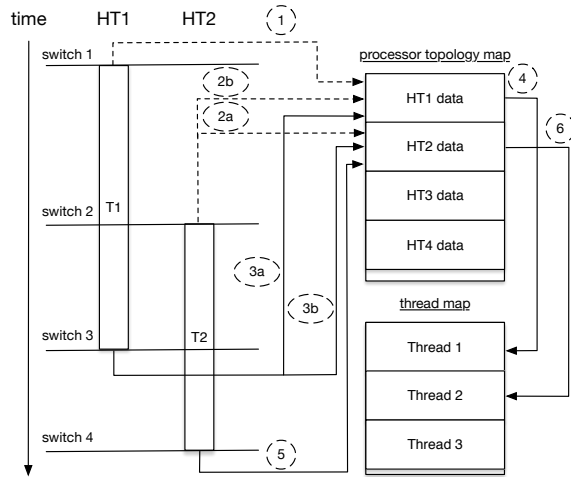 time
HT1
HT2
1
switch 1
processor topology map
2b
4
HT1 data
2a
6
HT2 data
T1
HT3 data
switch 2
HT4 data
3a
thread map
3b
switch 3
T2
Thread 1
Thread 2
switch 4
Thread 3
5